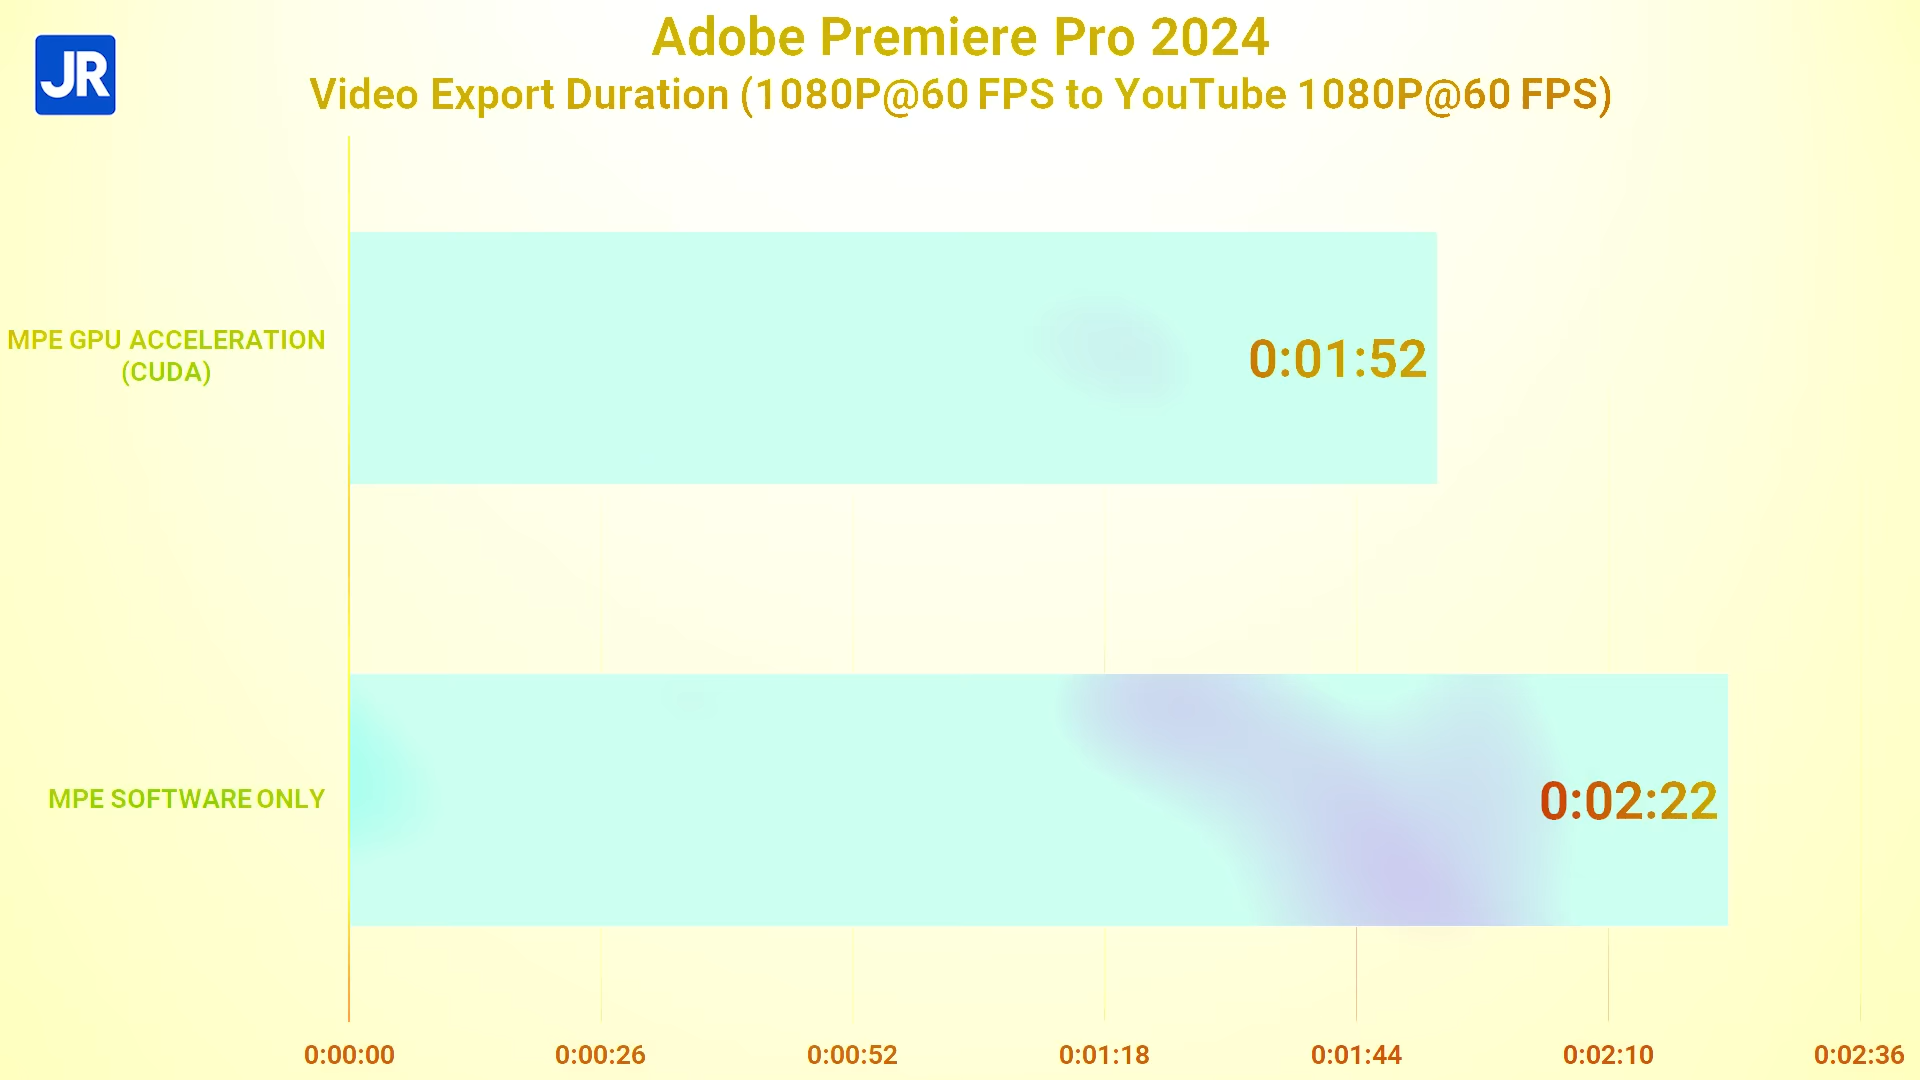 JR
Adobe Premiere Pro 2024
Video Export Duration (1080P@60 FPS to YouTube 1080P@60 FPS)
MPE GPU ACCELERATION
(CUDA)
0:01:52
MPE SOFTWARE ONLY
0:02:22
0:00:00
0:00:26
0:00:52
0:01:18
0:01:44
0:02:10
0:02:36